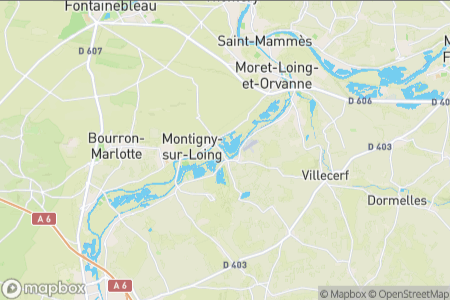 Fontainebleau
Saint-Mammès
D 607
Moret-Loing-
et-Orvanne
D 606
D 40
Bourron-
Marlotte
Montigny-
sur-Loing
D 403
Villecerf
Dormelles
A 6
D 403
A 6
mapbox
© Mapbox © OpenStreetMap